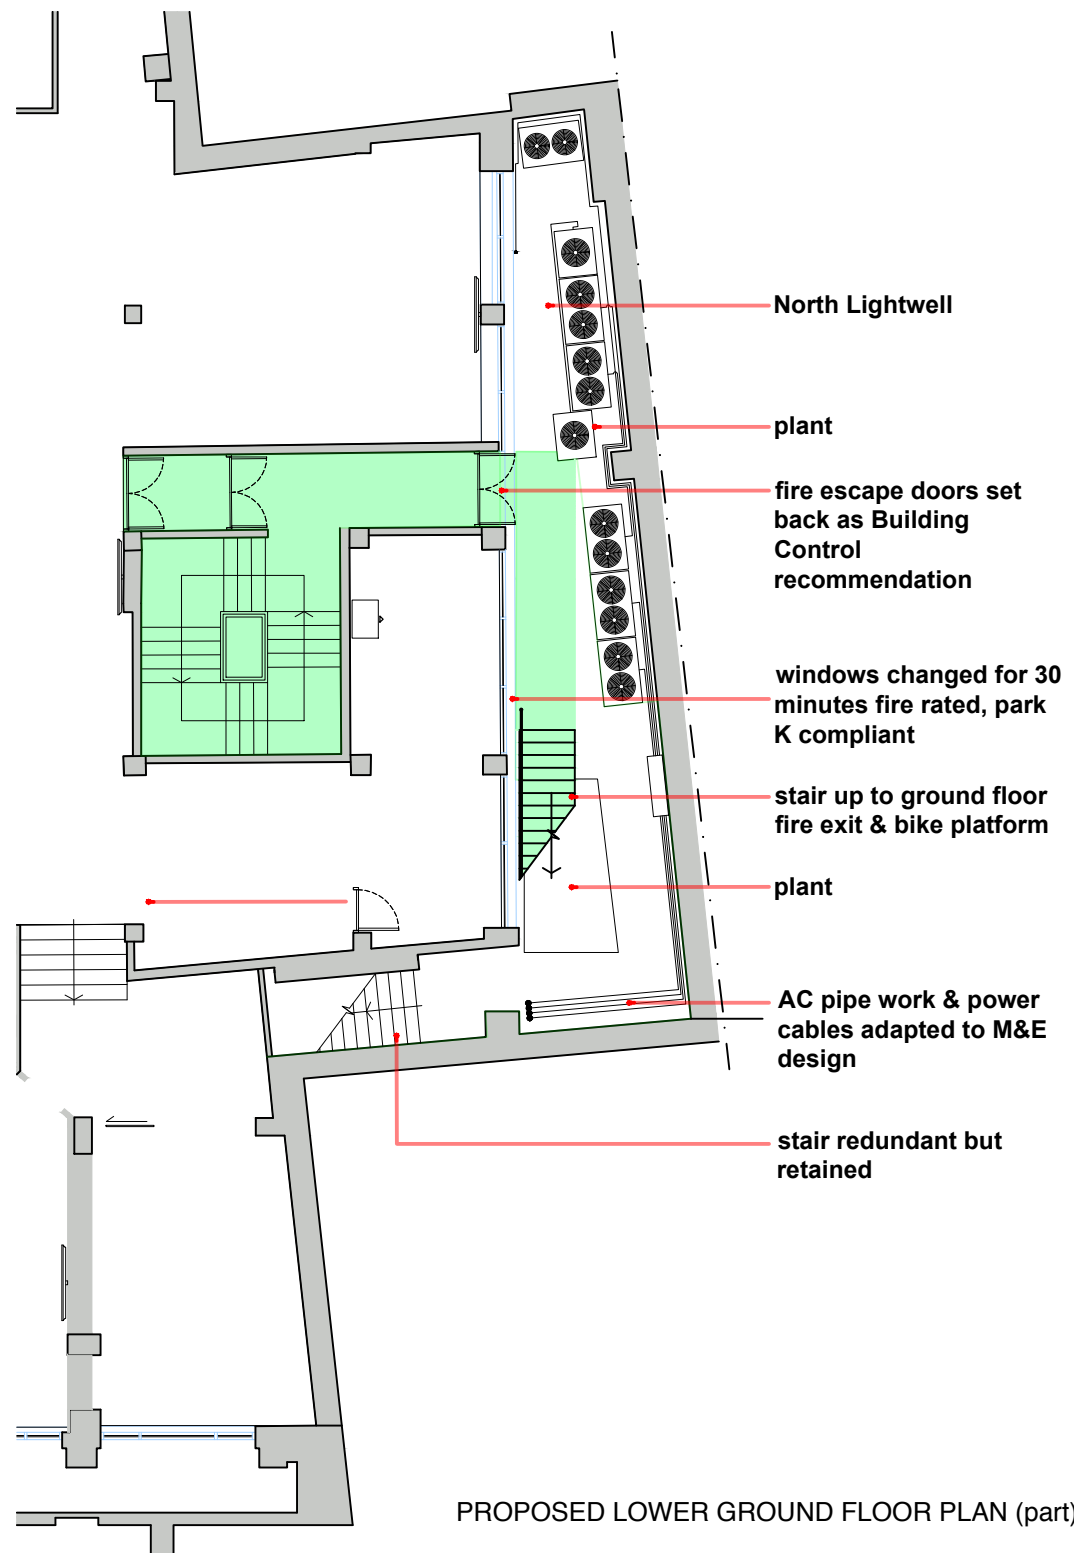 North Lightwell
plant
fire escape doors set
back as Building
Control
recommendation
windows changed for 30
minutes fire rated, park
K compliant
stair up to ground floor
fire exit & bike platform
plant
AC pipe work & power
cables adapted to M&E
design
stair redundant but
retained
PROPOSED LOWER GROUND FLOOR PLAN (part)